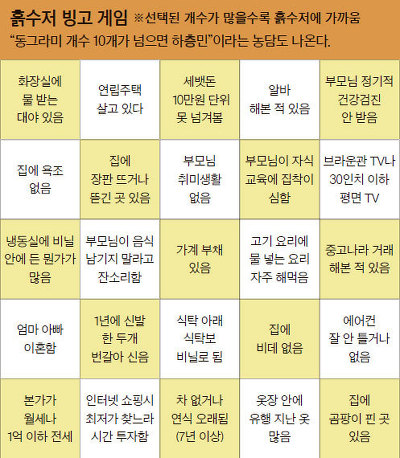 흙수저 빙고 게임 ※선택된 개수가 많을수록 흙수저에 가까움
“동그라미 개수 10개가 넘으면 하층민”이라는 농담도 나온다.
화장실에
물 받는
대야 있음
연립주택
살고 있다
세뱃돈
10만원 단위
못 넘겨봄
알바
해본 적 있음
부모님 정기적
건강검진
안 받음
집에 욕조
없음
집에
장판 뜨거나
뜯긴 곳 있음
부모님
취미생활
없음
부모님이 자식
교육에 집착이
심함
브라운관 TV나
30인치 이하
평면 TV
냉동실에 비닐
안에 든 뭔가가
많음
부모님이 음식
남기지 말라고
잔소리함
가계 부채
있음
고기 요리에
물 넣는 요리
자주 해먹음
중고나라 거래
해본 적 있음
엄마 아빠
이혼함
1년에 신발
한 두개
번갈아 신음
식탁 아래
식탁보
비닐로 됨
집에
비데 없음
에어컨
잘 안 틀거나
없음
본가가
월세나
1억 이하 전세
인터넷 쇼핑시
최저가 찾느라
시간 투자함
차 없거나
연식 오래됨
(7년 이상)
옷장 안에
유행 지난 옷
많음
집에
곰팡이 핀 곳
있음